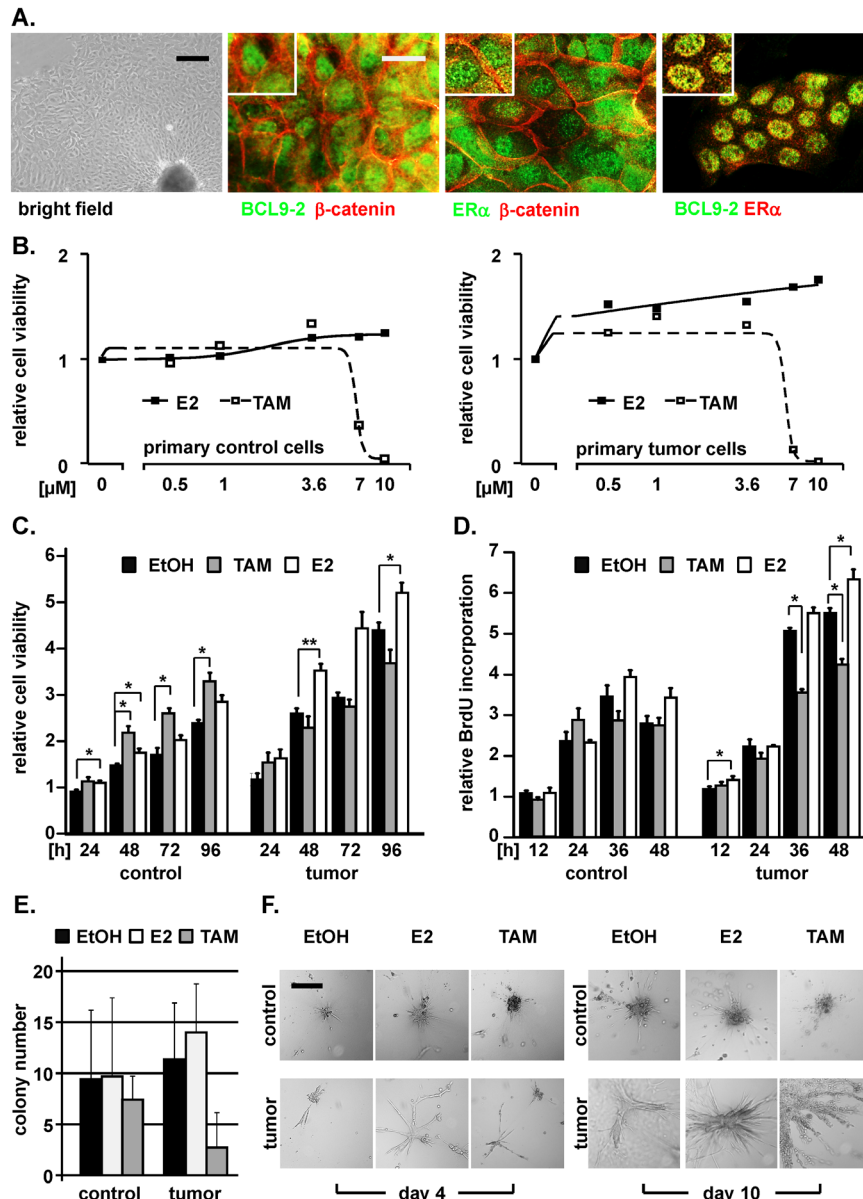 A.
bright field
BCL9-2 β-catenin
ERα β-catenin
BCL9-2 ERα
B.
relative cell viability
2
1
0
E2 TAM
primary control cells
[µM] 0 0.5 1 3.6 7 10
relative cell viability
2
1
0
E2 TAM
primary tumor cells
0 0.5 1 3.6 7 10
C.
relative cell viability
6
5
4
3
2
1
0
EtOH TAM E2
*
*
*
*
*
**
*
[h] 24 48 72 96 24 48 72 96
control tumor
D.
relative BrdU incorporation
7
6
5
4
3
2
1
0
EtOH TAM E2
*
*
*
*
[h] 12 24 36 48 12 24 36 48
control tumor
E.
EtOH E2 TAM
colony number
20
15
10
5
0
control tumor
F.
EtOH E2 TAM EtOH E2 TAM
control control
tumor tumor
day 4 day 10